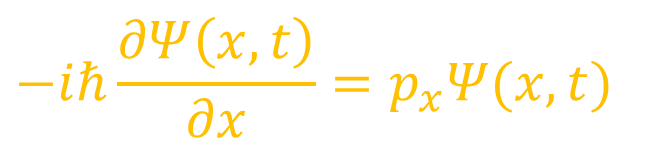 −iħ ∂Ψ(x, t)/∂x = pₓΨ(x, t)